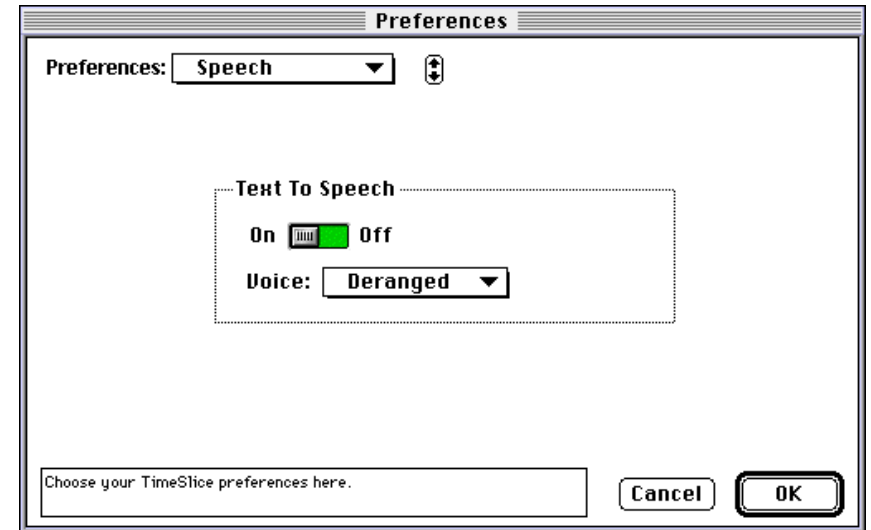 Preferences
Preferences: Speech
Text To Speech
On Off
Voice: Deranged
Choose your TimeSlice preferences here.
Cancel OK